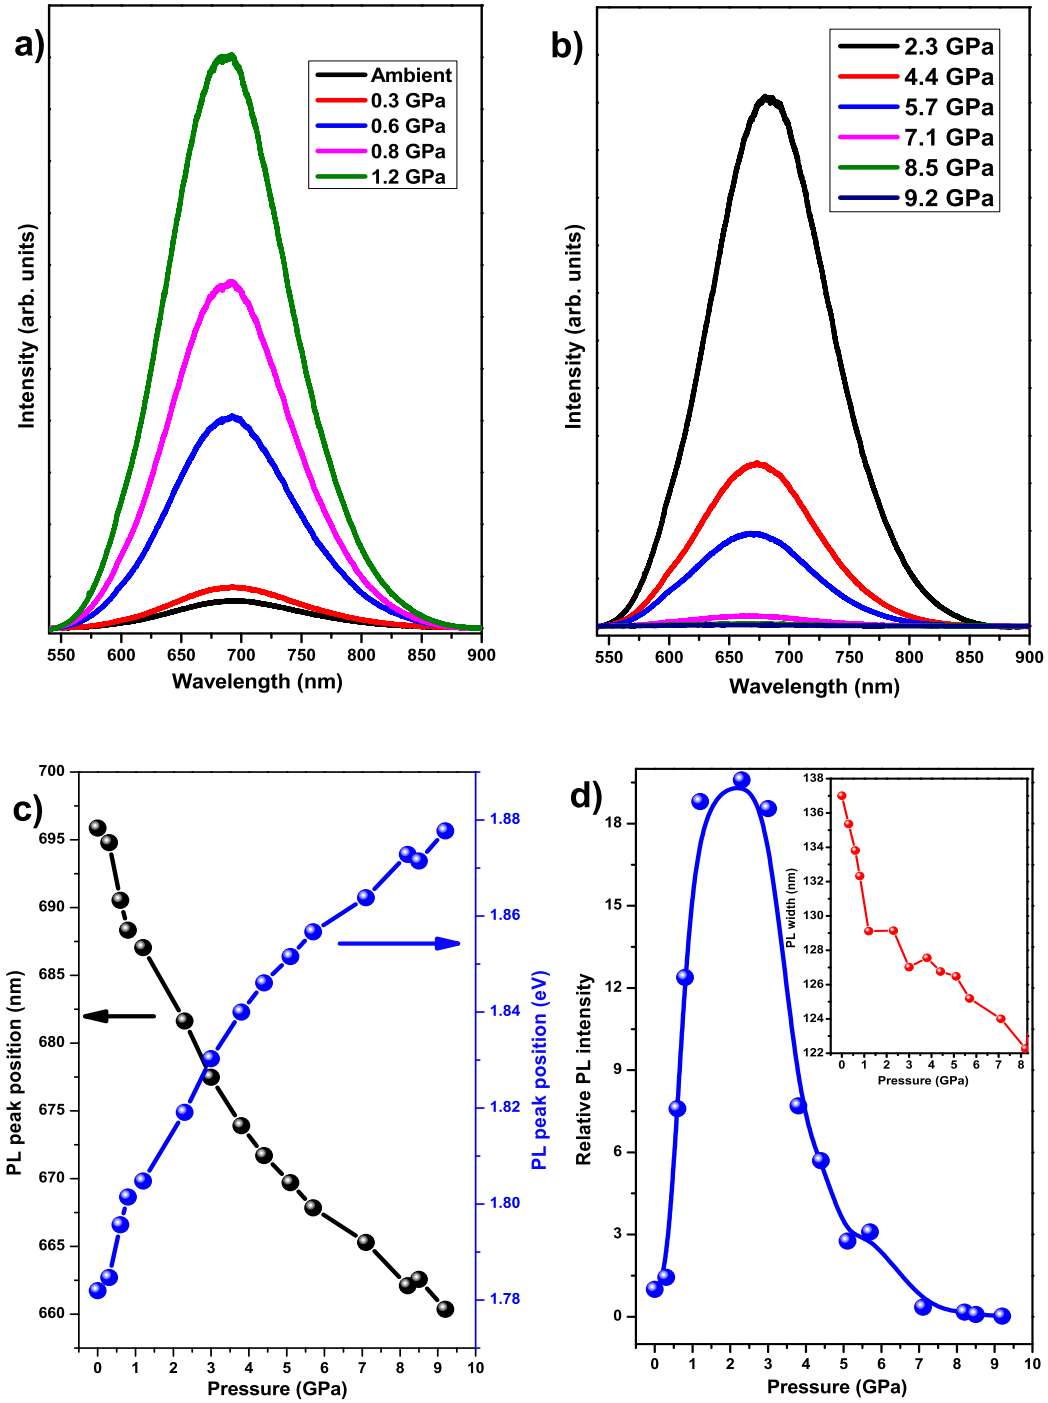 a)
Ambient
0.3 GPa
0.6 GPa
0.8 GPa
1.2 GPa
Intensity (arb. units)
550 600 650 700 750 800 850 900
Wavelength (nm)
b)
2.3 GPa
4.4 GPa
5.7 GPa
7.1 GPa
8.5 GPa
9.2 GPa
Intensity (arb. units)
550 600 650 700 750 800 850 900
Wavelength (nm)
c)
700
695
690
685
680
675
670
665
660
PL peak position (nm)
1.88
1.86
1.84
1.82
1.80
1.78
PL peak position (eV)
0 1 2 3 4 5 6 7 8 9 10
Pressure (GPa)
d)
18
15
12
9
6
3
0
Relative PL intensity
0 1 2 3 4 5 6 7 8 9 10
Pressure (GPa)
138
136
134
132
130
128
126
124
122
PL width (nm)
0 1 2 3 4 5 6 7 8
Pressure (GPa)